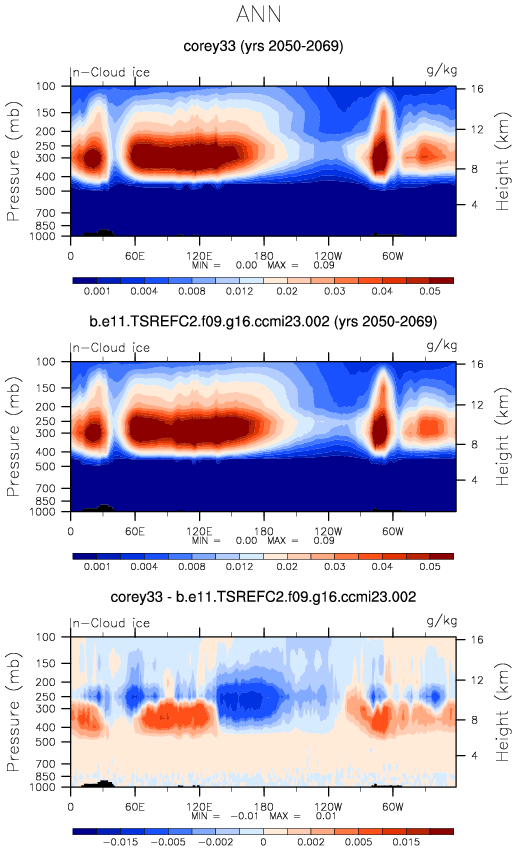 ANN
corey33 (yrs 2050-2069)
In-Cloud ice g/kg
Pressure (mb)
100
150
200
250
300
400
500
700
850
1000
Height (km)
16
12
8
4
0 60E 120E 180 120W 60W
MIN = 0.00 MAX = 0.09
0.001 0.004 0.008 0.012 0.02 0.03 0.04 0.05
b.e11.TSREFC2.f09.g16.ccmi23.002 (yrs 2050-2069)
In-Cloud ice g/kg
Pressure (mb)
100
150
200
250
300
400
500
700
850
1000
Height (km)
16
12
8
4
0 60E 120E 180 120W 60W
MIN = 0.00 MAX = 0.09
0.001 0.004 0.008 0.012 0.02 0.03 0.04 0.05
corey33 - b.e11.TSREFC2.f09.g16.ccmi23.002
In-Cloud ice g/kg
Pressure (mb)
100
150
200
250
300
400
500
700
850
1000
Height (km)
16
12
8
4
0 60E 120E 180 120W 60W
MIN = -0.01 MAX = 0.01
-0.015 -0.005 -0.002 0 0.002 0.005 0.015